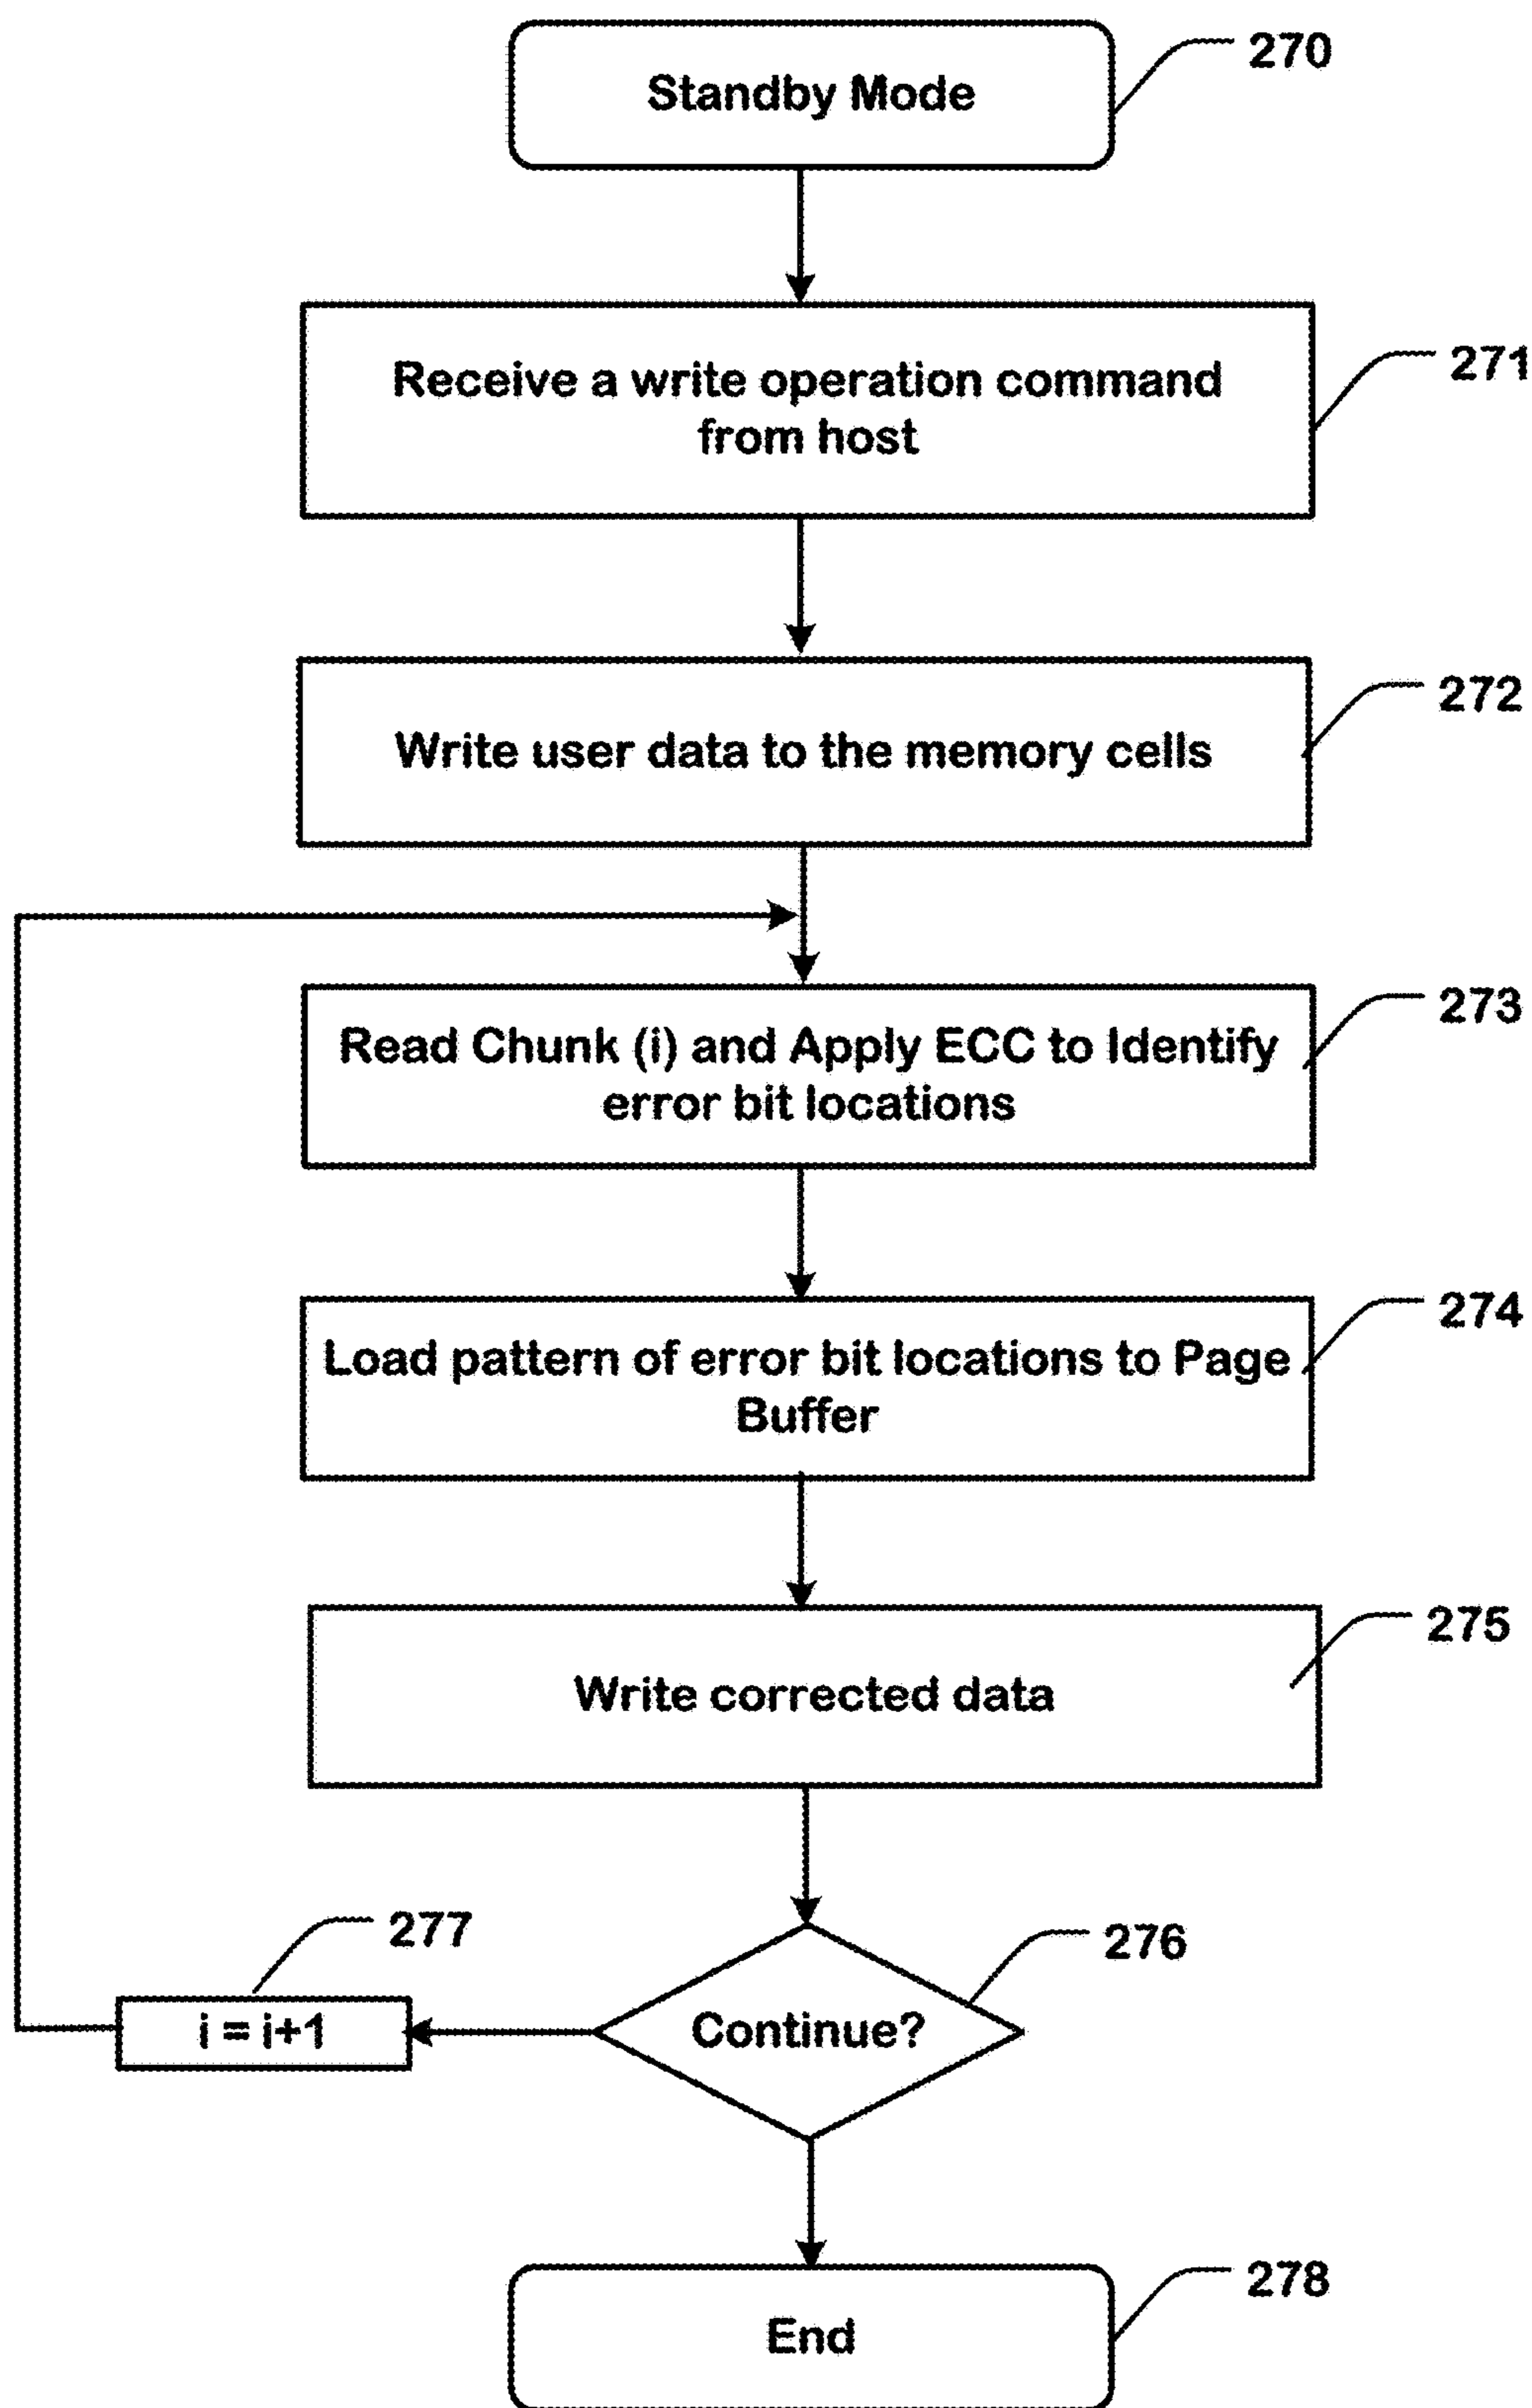 Standby Mode
270
Receive a write operation command
from host
271
Write user data to the memory cells
272
Read Chunk (i) and Apply ECC to Identify
error bit locations
273
Load pattern of error bit locations to Page
Buffer
274
Write corrected data
275
Continue?
276
i = i+1
277
End
278